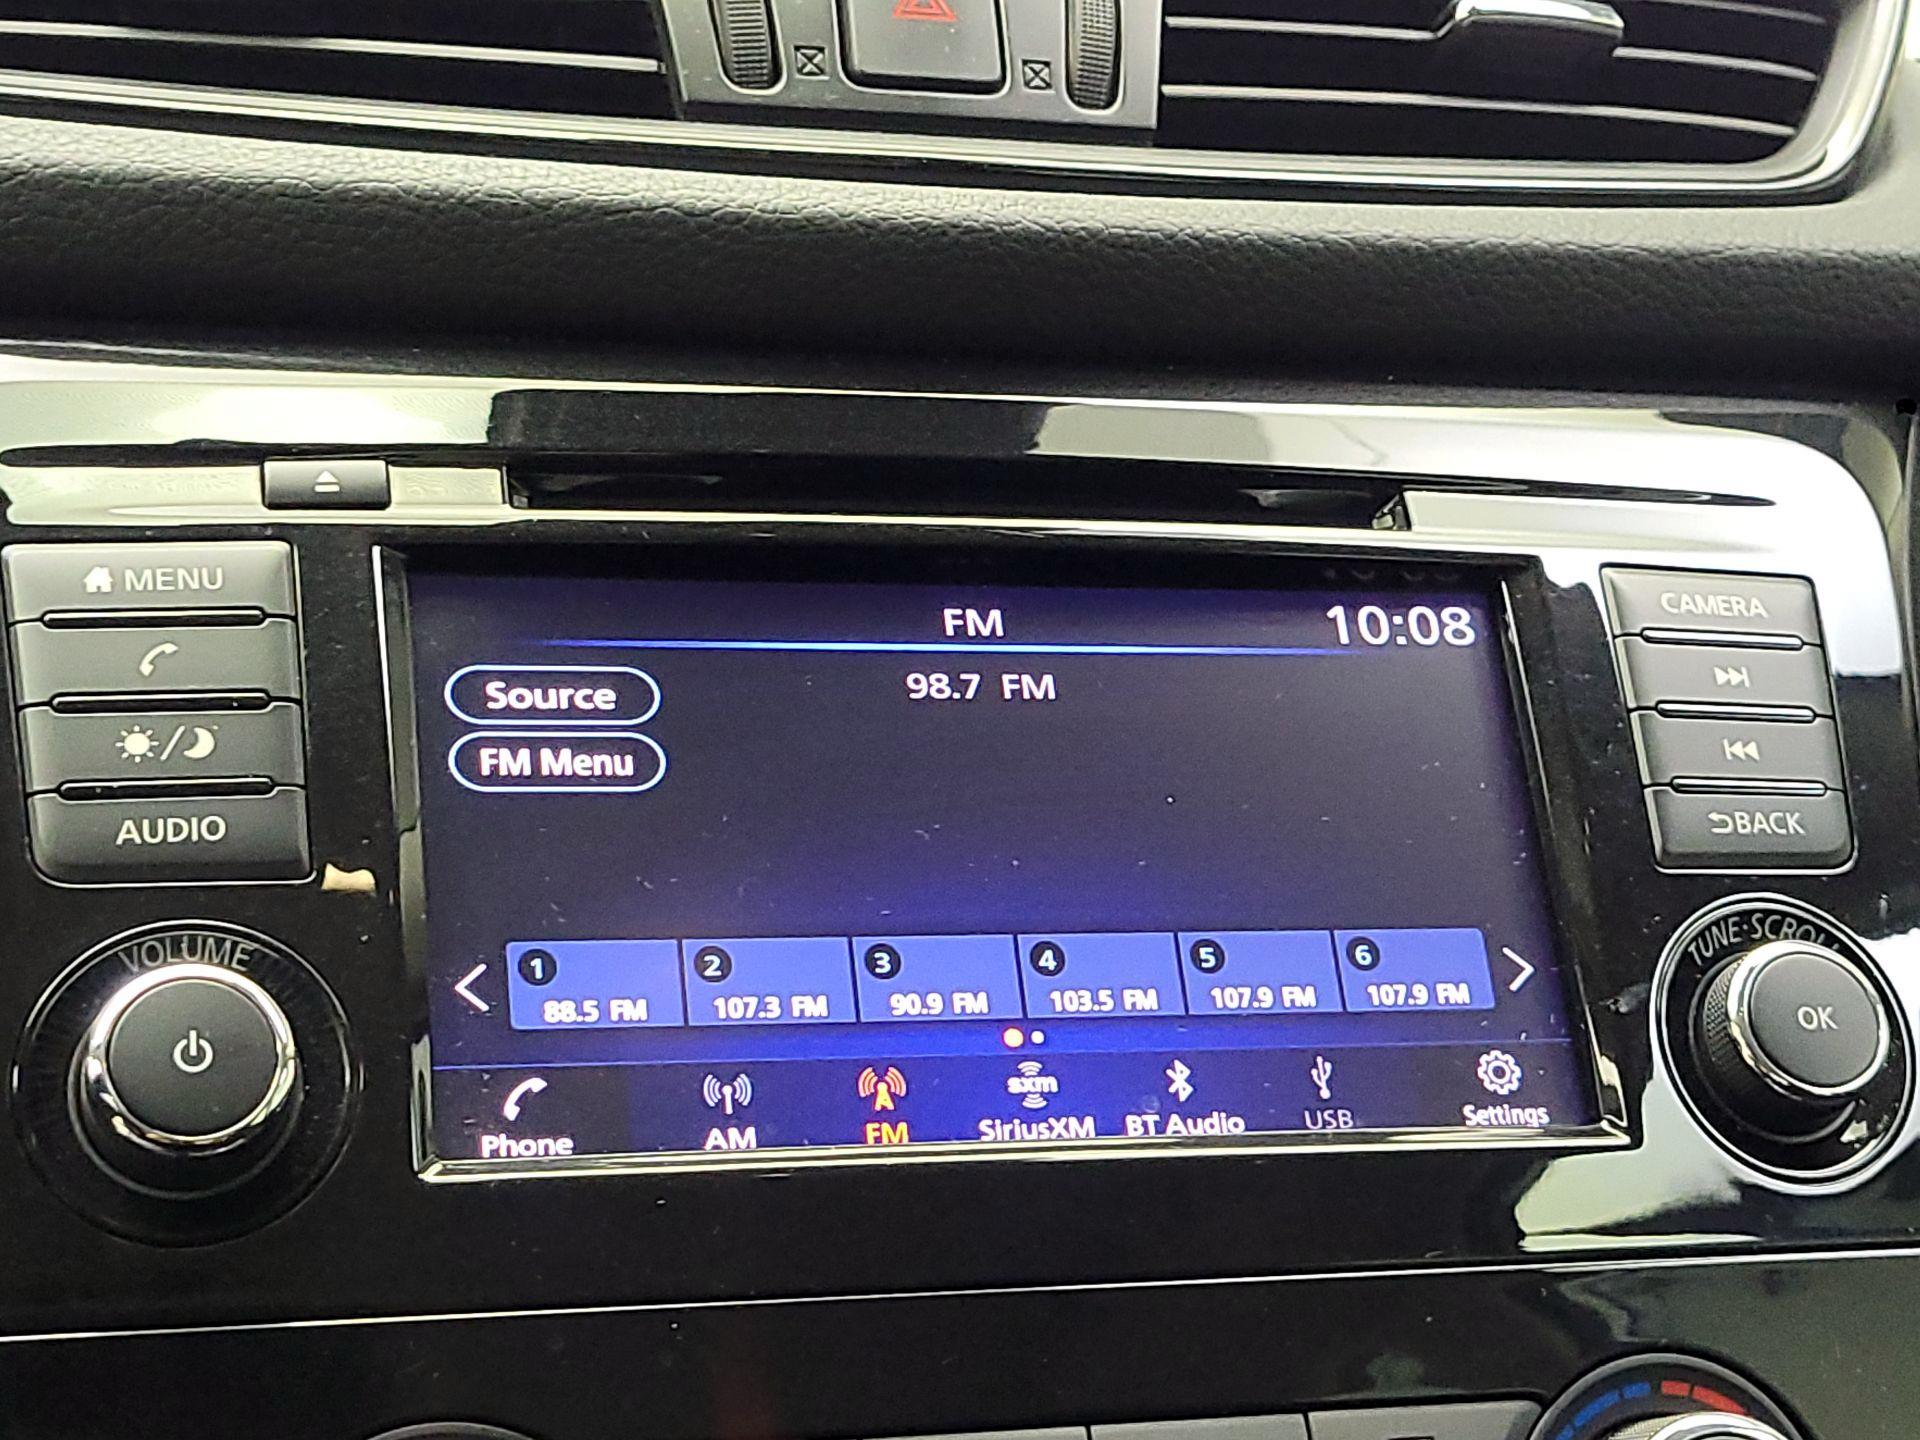 MENU
AUDIO
VOLUME
FM
10:08
Source
98.7 FM
FM Menu
1
2
3
4
5
6
88.5 FM
107.3 FM
90.9 FM
103.5 FM
107.9 FM
107.9 FM
sxm
Phone
AM
FM
SiriusXM
BT Audio
USB
Settings
CAMERA
BACK
TUNE·SCROLL
OK